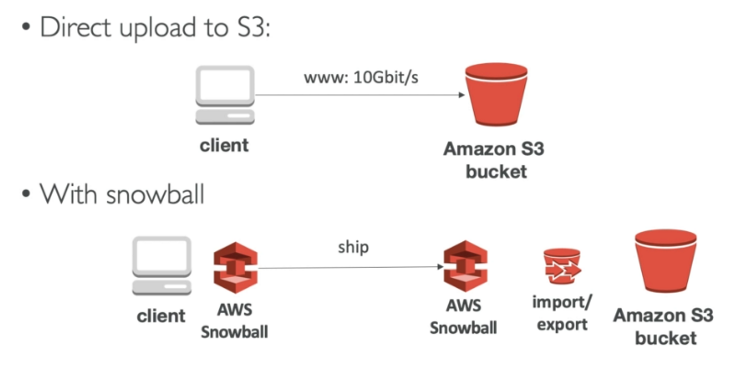 • Direct upload to S3:
www: 10Gbit/s
client
Amazon S3
bucket
• With snowball
ship
client
AWS
Snowball
AWS
Snowball
import/
export
Amazon S3
bucket